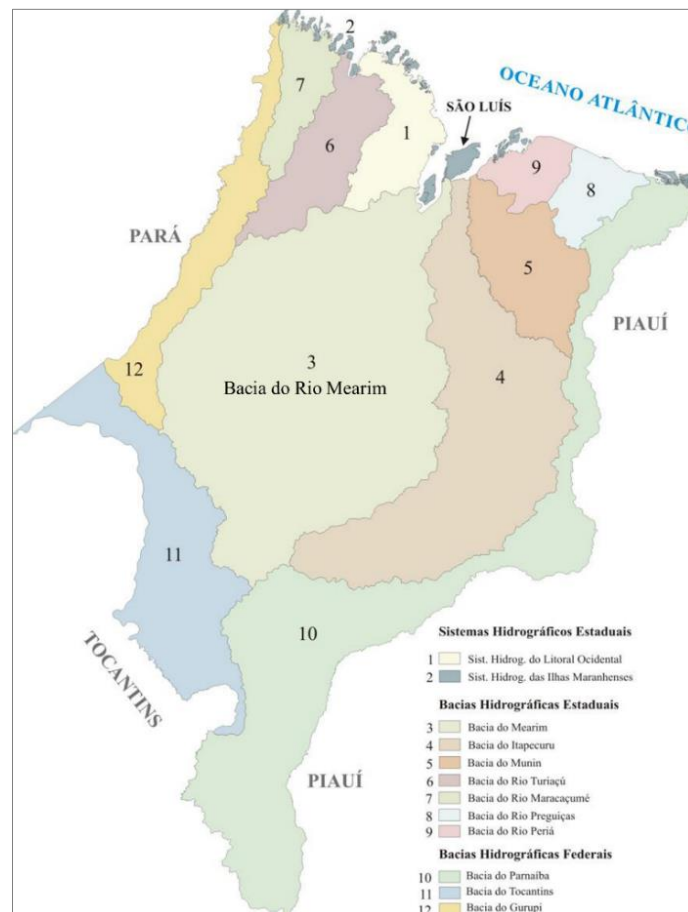 2
OCEANO ATLÂNTIC
7
SÃO LUÍS
1
6
9
8
PARÁ
5
PIAUÍ
3
12
Bacia do Rio Mearim
4
11
10
TOCANTINS
PIAUÍ
Sistemas Hidrográficos Estaduais
1 Sist. Hidrog. do Litoral Ocidental
2 Sist. Hidrog. das Ilhas Maranhenses
Bacias Hidrográficas Estaduais
3 Bacia do Mearim
4 Bacia do Itapecuru
5 Bacia do Munin
6 Bacia do Rio Turiaçú
7 Bacia do Rio Maracaçumé
8 Bacia do Rio Preguiças
9 Bacia do Rio Periá
Bacias Hidrográficas Federais
10 Bacia do Parnaíba
11 Bacia do Tocantins
12 Bacia do Gurupi